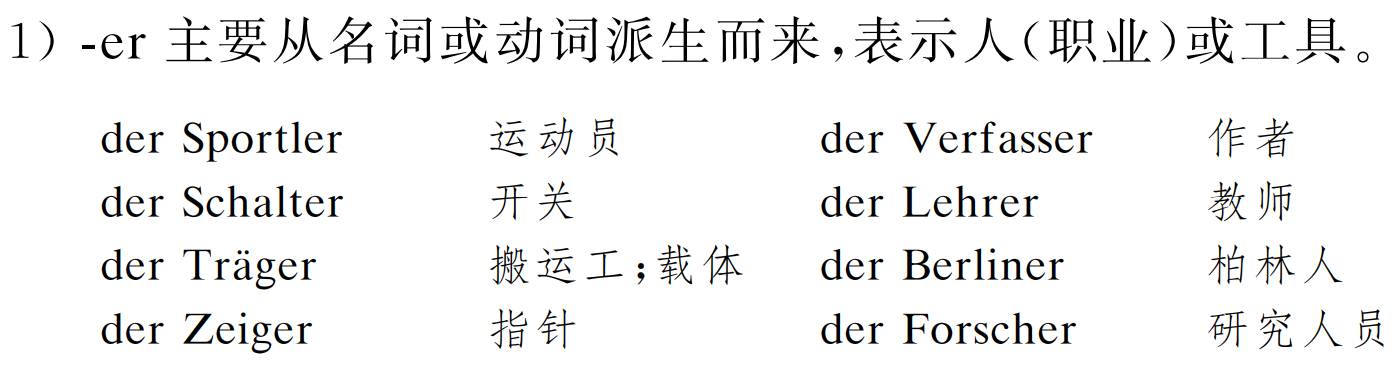 1) -er 主要从名词或动词派生而来,表示人(职业)或工具。
der Sportler 运动员 der Verfasser 作者
der Schalter 开关 der Lehrer 教师
der Träger 搬运工;载体 der Berliner 柏林人
der Zeiger 指针 der Forscher 研究人员